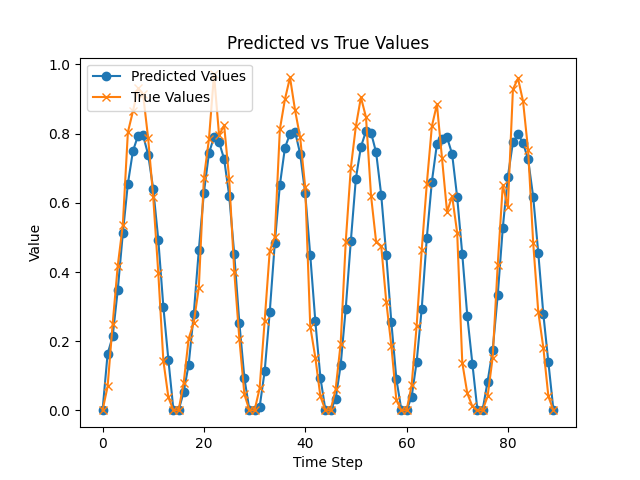 Predicted vs True Values
Predicted Values
True Values
1.0
0.8
0.6
0.4
0.2
0.0
Value
0 20 40 60 80
Time Step